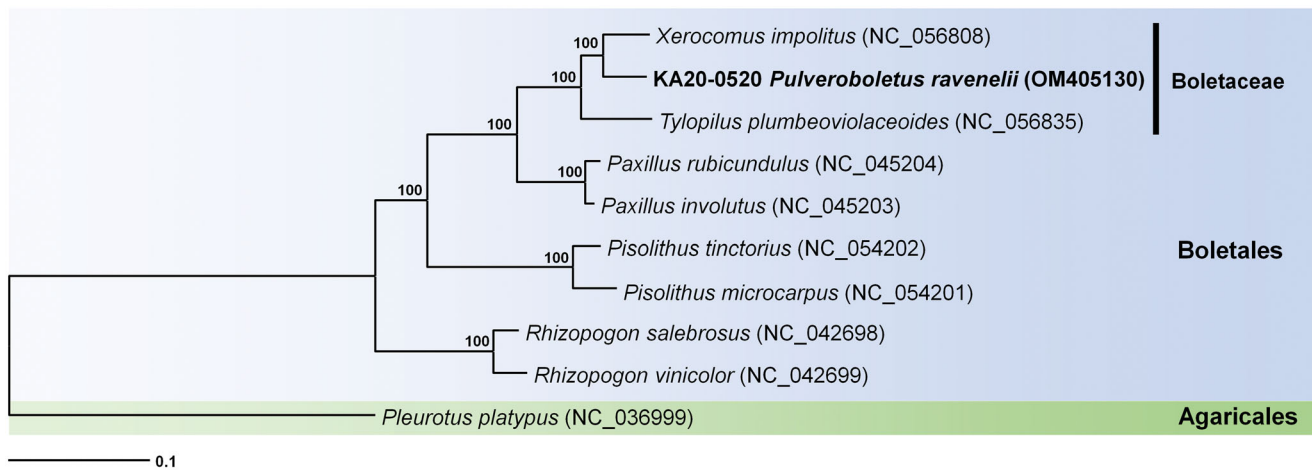 100
Xerocomus impolitus (NC_056808)
100
KA20-0520 Pulveroboletus ravenelii (OM405130)
Boletaceae
100
Tylopilus plumbeoviolaceoides (NC_056835)
100
Paxillus rubicundulus (NC_045204)
100
Paxillus involutus (NC_045203)
Pisolithus tinctorius (NC_054202)
Boletales
100
Pisolithus microcarpus (NC_054201)
Rhizopogon salebrosus (NC_042698)
100
Rhizopogon vinicolor (NC_042699)
Pleurotus platypus (NC_036999)
Agaricales
0.1